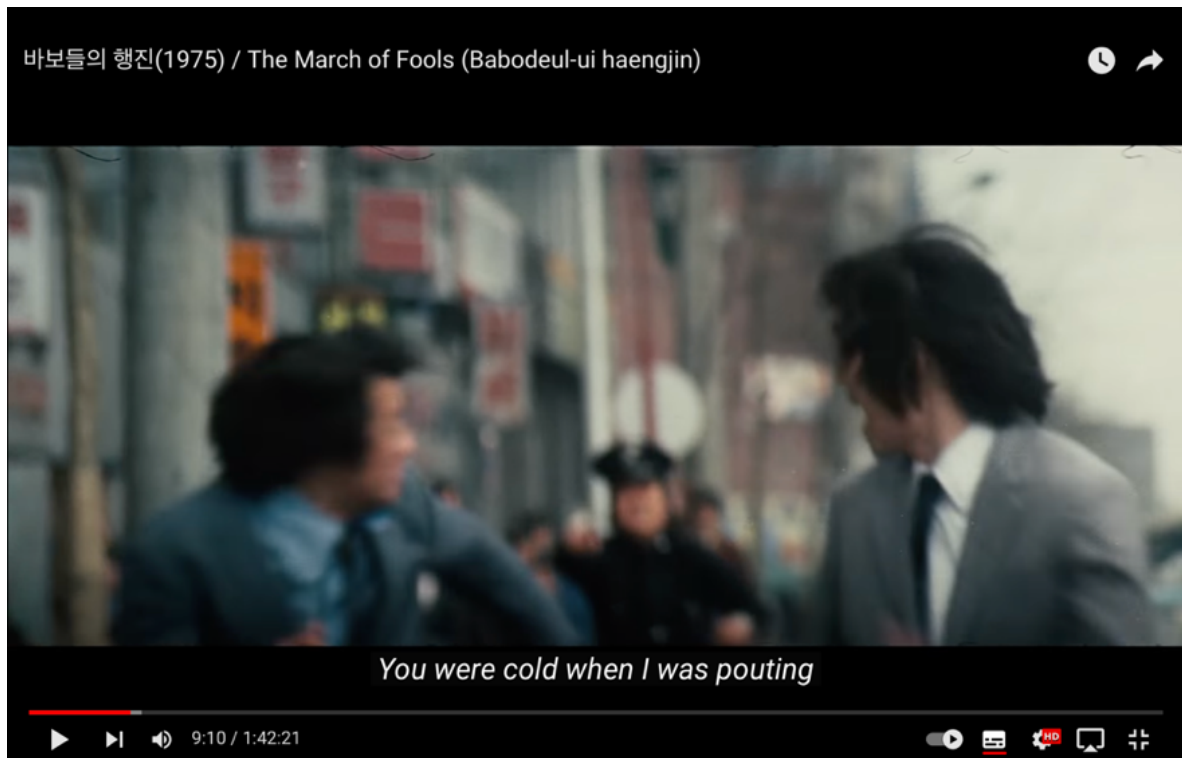 바보들의 행진(1975) / The March of Fools (Babodeul-ui haengjin)
You were cold when I was pouting
9:10 / 1:42:21
HD